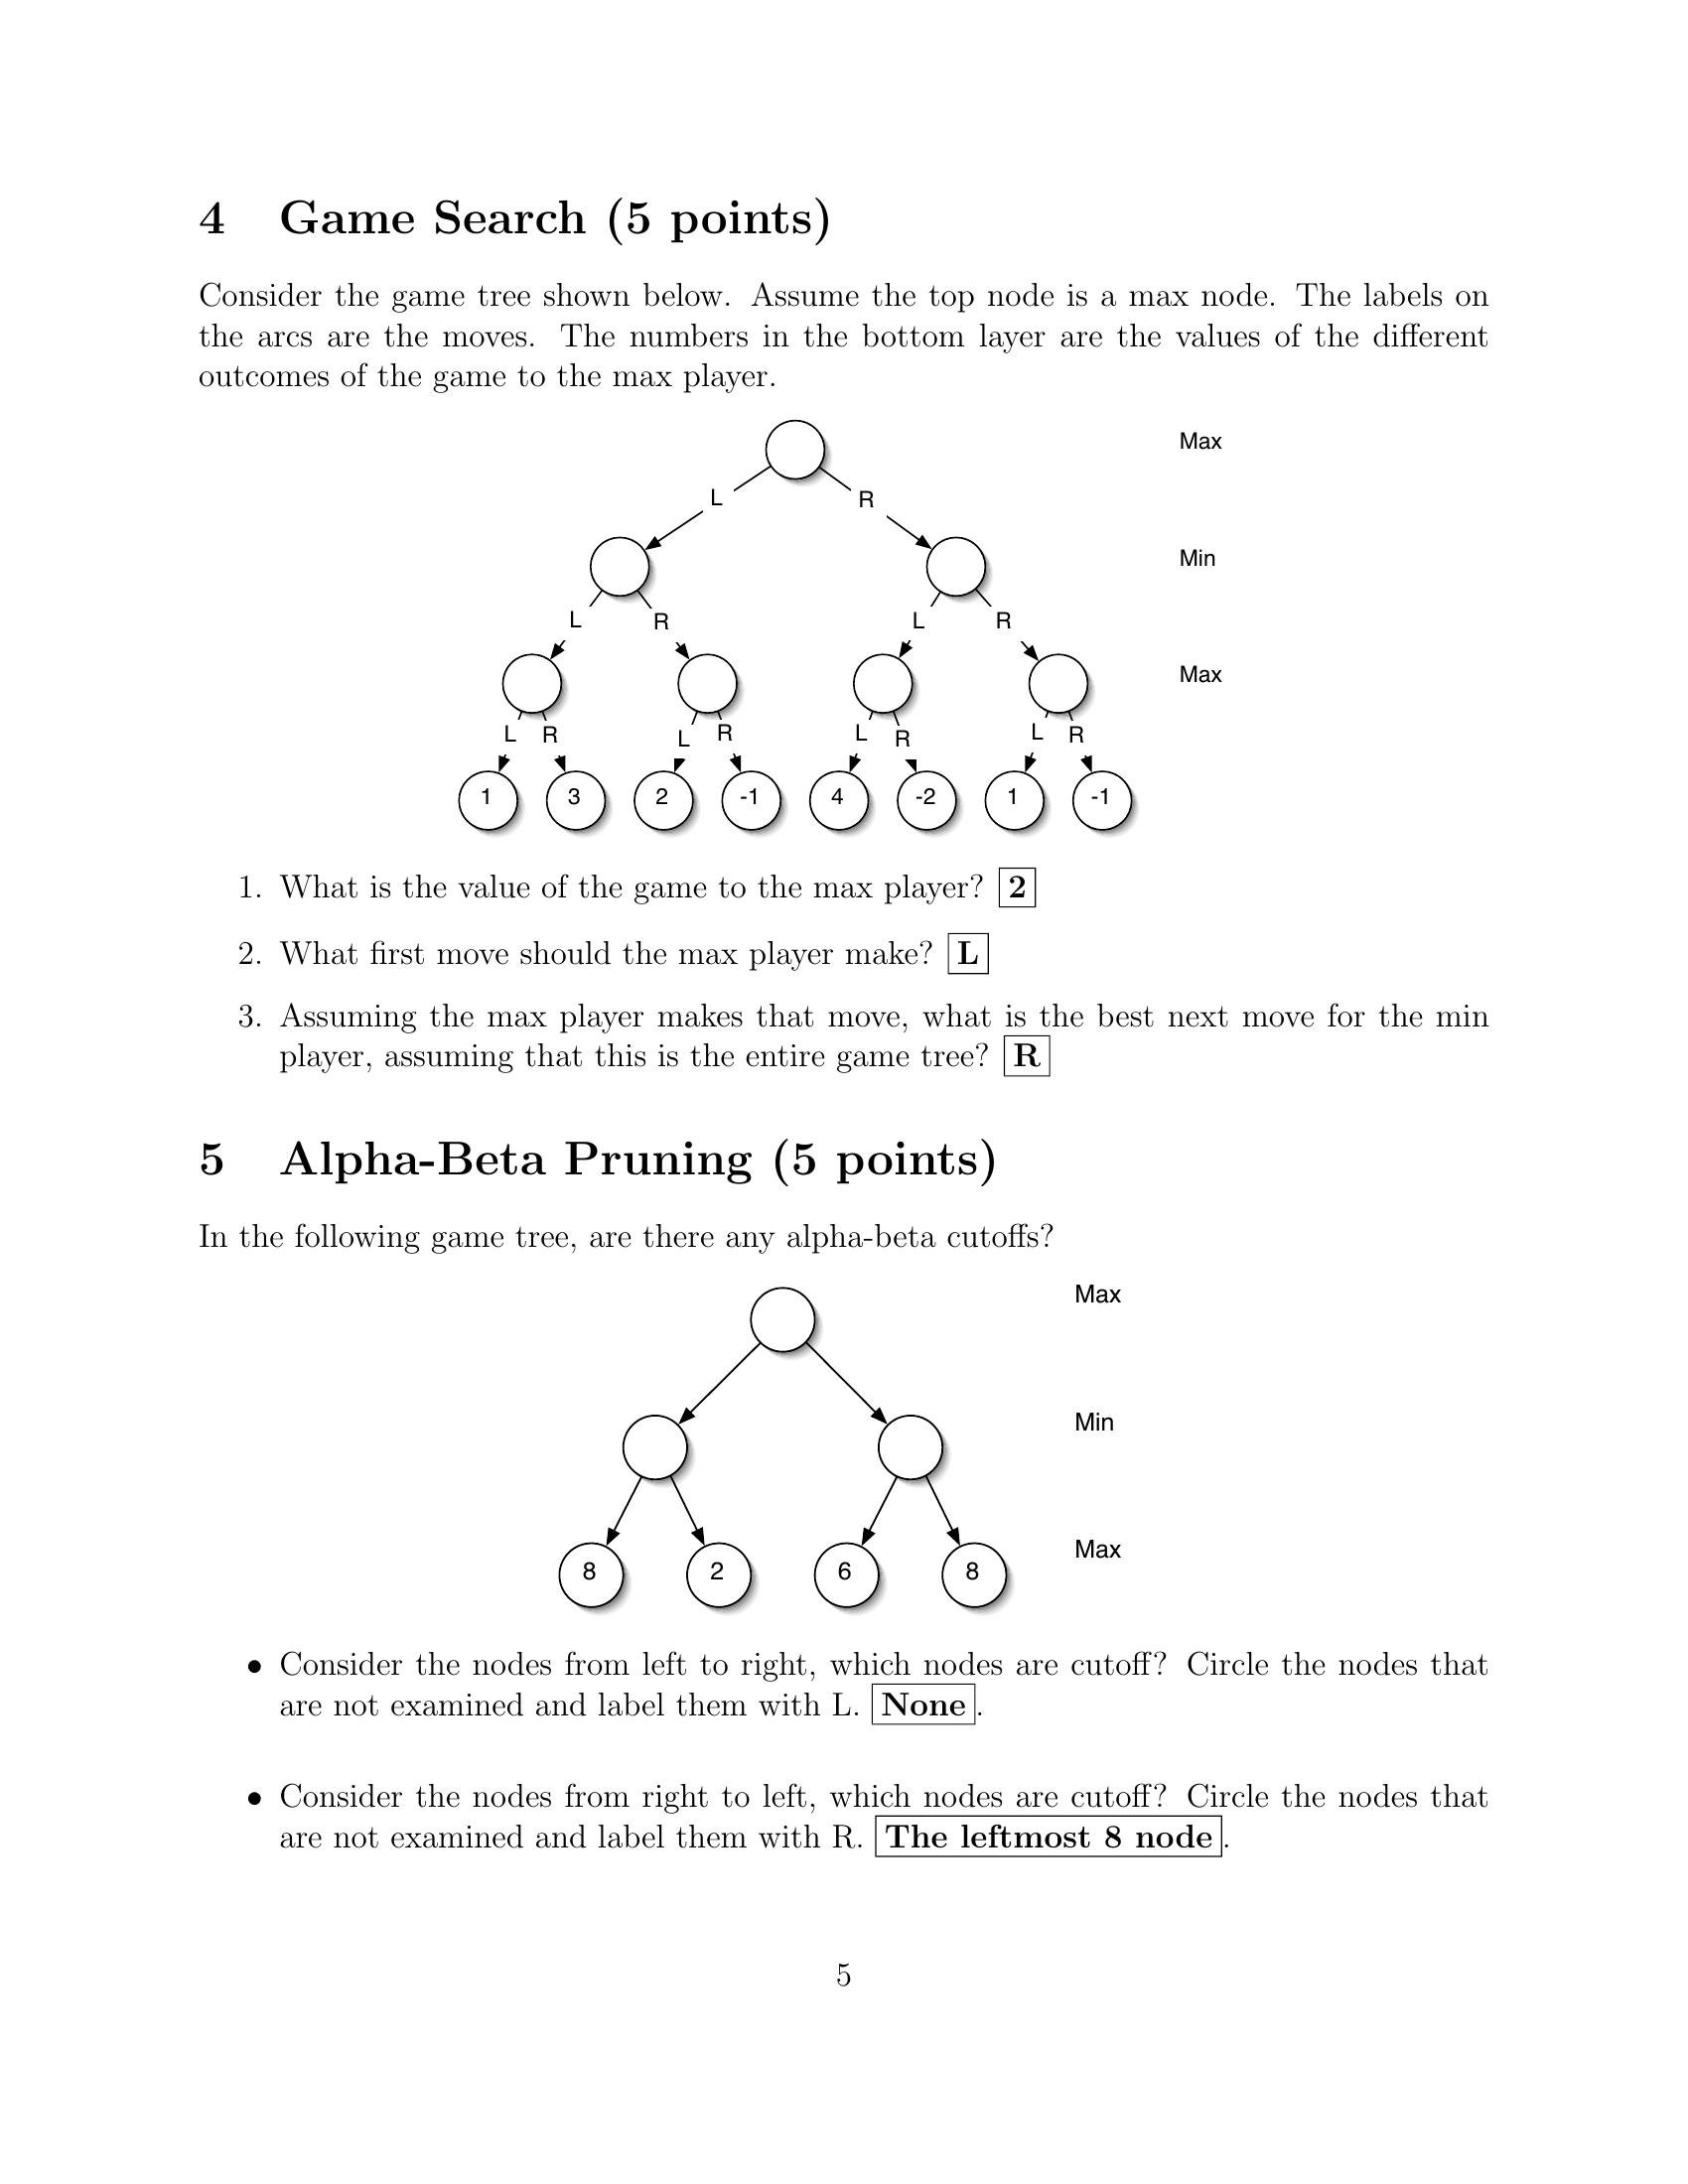 4 Game Search (5 points)
Consider the game tree shown below. Assume the top node is a max node. The labels on
the arcs are the moves. The numbers in the bottom layer are the values of the different
outcomes of the game to the max player.
Max
L R
Min
L R L R
Max
L R L R L R L R
1 3 2 -1 4 -2 1 -1
1. What is the value of the game to the max player? 2
2. What first move should the max player make? L
3. Assuming the max player makes that move, what is the best next move for the min
player, assuming that this is the entire game tree? R
5 Alpha-Beta Pruning (5 points)
In the following game tree, are there any alpha-beta cutoffs?
Max
Min
Max
8 2 6 8
• Consider the nodes from left to right, which nodes are cutoff? Circle the nodes that
are not examined and label them with L. None.
• Consider the nodes from right to left, which nodes are cutoff? Circle the nodes that
are not examined and label them with R. The leftmost 8 node.
5